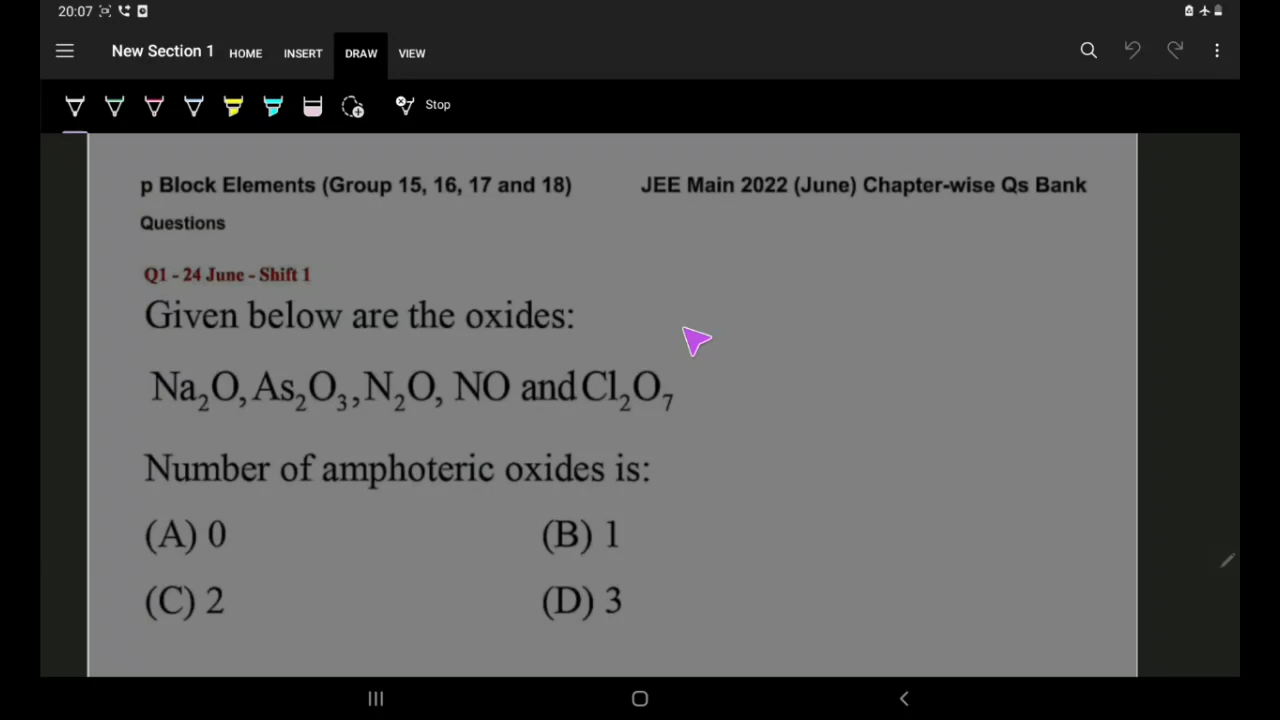 20:07
New Section 1 HOME INSERT DRAW VIEW
Stop
p Block Elements (Group 15, 16, 17 and 18) JEE Main 2022 (June) Chapter-wise Qs Bank
Questions
Q1 - 24 June - Shift 1
Given below are the oxides:
Na₂O, As₂O₃, N₂O, NO and Cl₂O₇
Number of amphoteric oxides is:
(A) 0 (B) 1
(C) 2 (D) 3